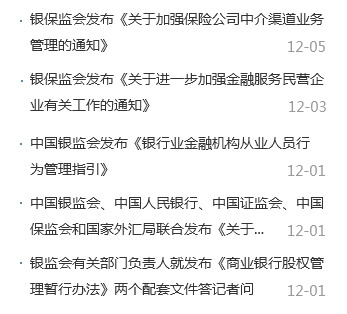 · 银保监会发布《关于加强保险公司中介渠道业务
管理的通知》 12-05
· 银保监会发布《关于进一步加强金融服务民营企
业有关工作的通知》 12-03
· 中国银监会发布《银行业金融机构从业人员行
为管理指引》 12-01
· 中国银监会、中国人民银行、中国证监会、中国
保监会和国家外汇局联合发布《关于... 12-01
· 银监会有关部门负责人就发布《商业银行股权管
理暂行办法》两个配套文件答记者问 12-01